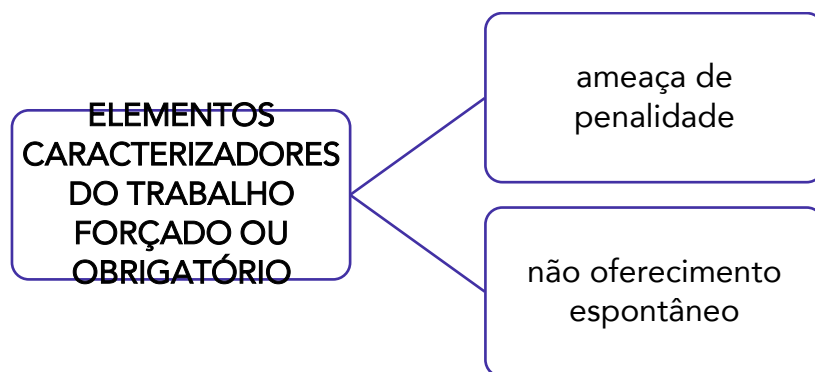 ELEMENTOS
CARACTERIZADORES
DO TRABALHO
FORÇADO OU
OBRIGATÓRIO
ameaça de
penalidade
não oferecimento
espontâneo